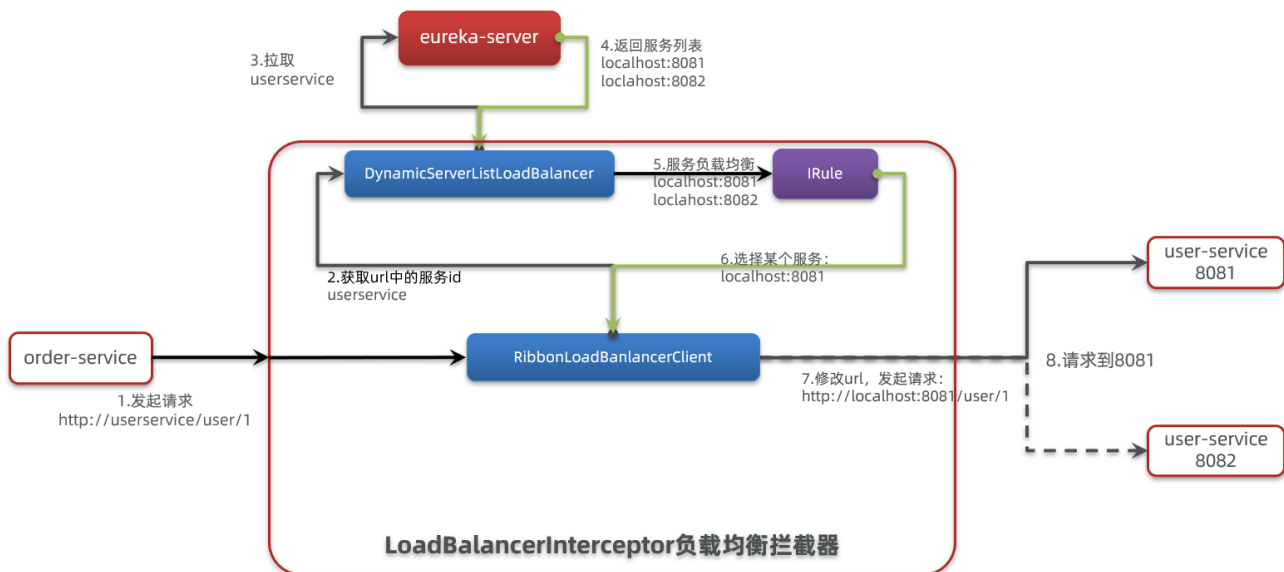 eureka-server
3.拉取
userservice
4.返回服务列表
localhost:8081
loclahost:8082
DynamicServerListLoadBalancer
5.服务负载均衡
localhost:8081
loclahost:8082
IRule
2.获取url中的服务id
userservice
6.选择某个服务：
localhost:8081
user-service
8081
order-service
1.发起请求
http://userservice/user/1
RibbonLoadBanlancerClient
7.修改url，发起请求：
http://localhost:8081/user/1
8.请求到8081
user-service
8082
LoadBalancerInterceptor负载均衡拦截器